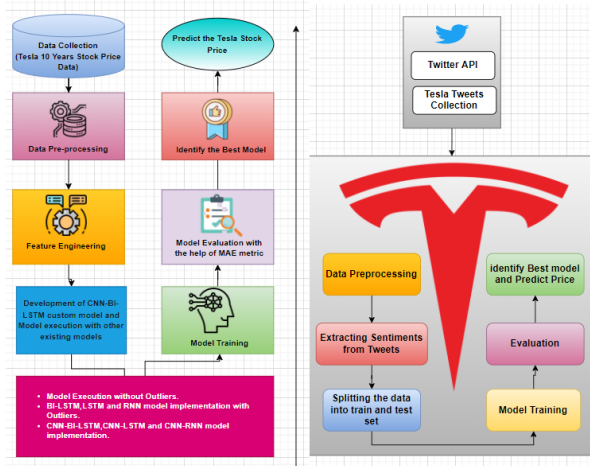 Data Collection
(Tesla 10 Years Stock Price
Data)
Data Pre-processing
Feature Engineering
Development of CNN-Bi-
LSTM custom model and
Model execution with other
existing models
• Model Execution without Outliers.
• BI-LSTM,LSTM and RNN model implementation with
Outliers.
• CNN-BI-LSTM,CNN-LSTM and CNN-RNN model
implementation.
Model Training
Model Evaluation with
the help of MAE metric
Identify the Best Model
Predict the Tesla Stock
Price
Twitter API
Tesla Tweets
Collection
Data Preprocessing
Extracting Sentiments
from Tweets
Splitting the data
into train and test
set
Model Training
Evaluation
identify Best model
and Predict Price